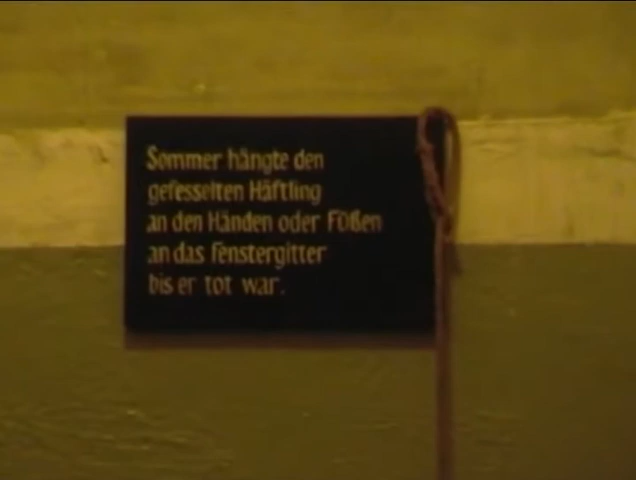 Sommer hängte den
gefesselten Häftling
an den Händen oder Füßen
an das Fenstergitter
bis er tot war.